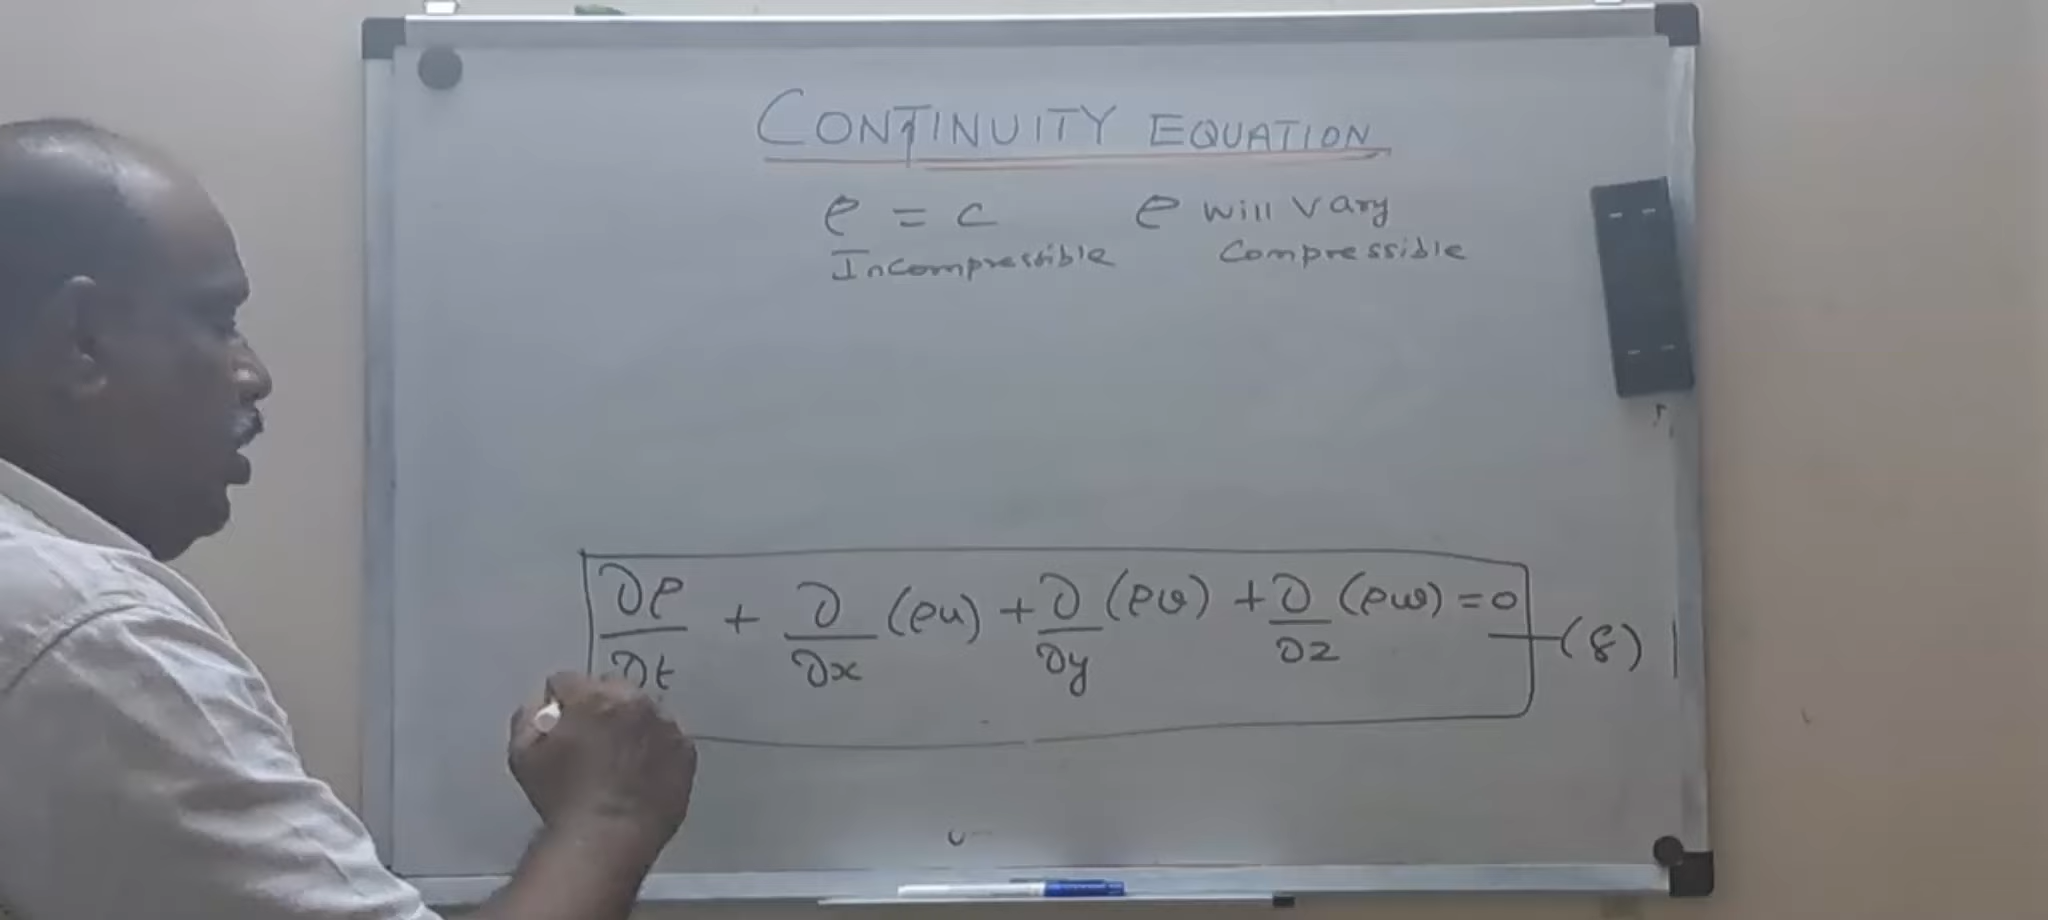 CONTINUITY EQUATION
ρ = c ρ will vary
Incompressible Compressible
∂ρ/∂t + ∂/∂x (ρu) + ∂/∂y (ρv) + ∂/∂z (ρw) = 0 — (8)